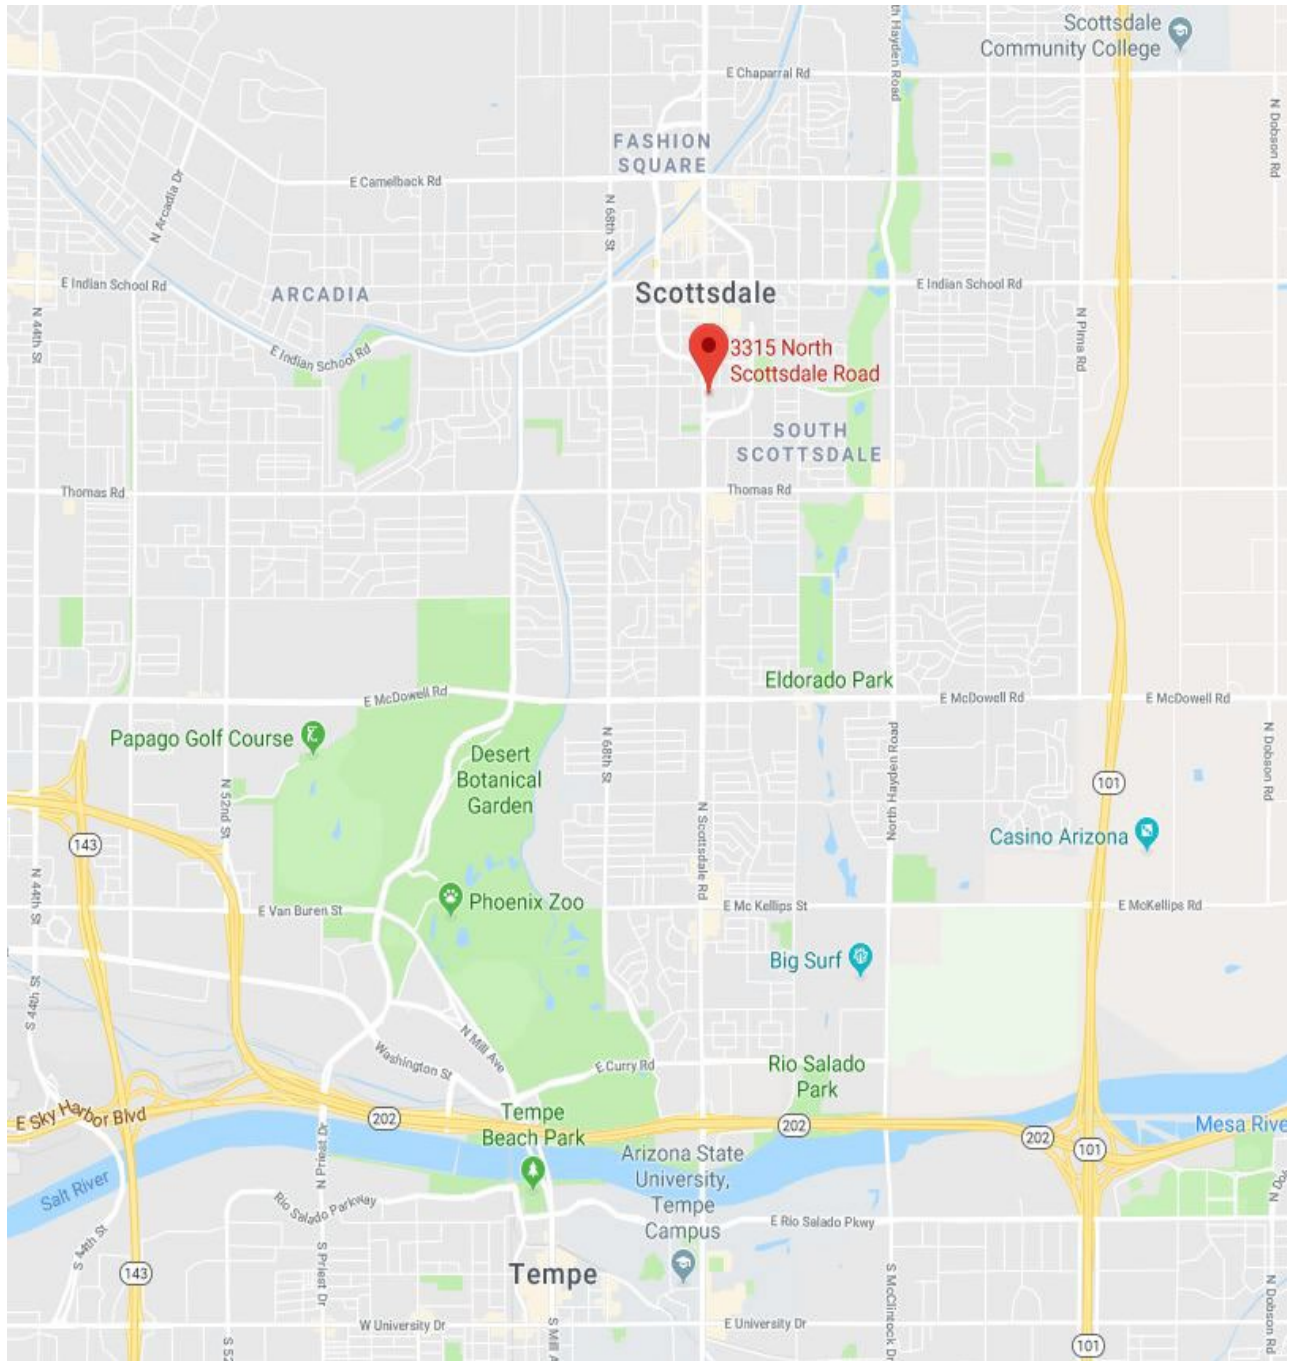 Scottsdale
Community College
th Hayden Road
E Chaparral Rd
N Dobson Rd
FASHION
SQUARE
N Arcadia Dr
E Camelback Rd
N 68th St
E Indian School Rd
ARCADIA
Scottsdale
E Indian School Rd
N 44th St
E Indian School Rd
N Pima Rd
3315 North
Scottsdale Road
SOUTH
SCOTTSDALE
Thomas Rd
Thomas Rd
Eldorado Park
E McDowell Rd
E McDowell Rd
E McDowell Rd
Papago Golf Course
N 68th St
North Hayden Road
N Dobson Rd
Desert
Botanical
Garden
N 52nd St
101
N Scottsdale Rd
143
Casino Arizona
N 44th St
Phoenix Zoo
E Van Buren St
E Mc Kellips St
E McKellips Rd
Big Surf
S 44th St
N Mill Ave
Washington St
E Curry Rd
Rio Salado
Park
E Sky Harbor Blvd
202
Tempe
Beach Park
202
202
101
Mesa Rive
N Priest Dr
Arizona State
University,
Tempe
Campus
Salt River
Rio Salado Parkway
N Do
E Rio Salado Pkwy
S 44th St
S Priest Dr
143
Tempe
S McClintock Dr
N Dobson Rd
W University Dr
S Mill A
E University Dr
S 52
101